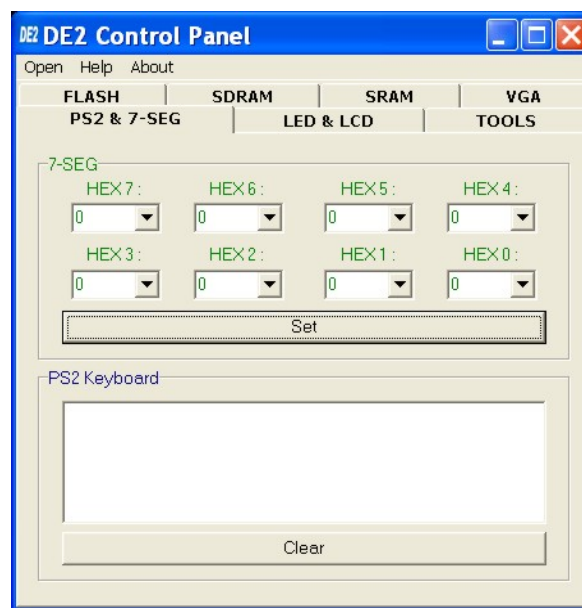 DE2 DE2 Control Panel
Open Help About
FLASH SDRAM SRAM VGA
PS2 & 7-SEG LED & LCD TOOLS
7-SEG
HEX7: HEX6: HEX5: HEX4:
0 0 0 0
HEX3: HEX2: HEX1: HEX0:
0 0 0 0
Set
PS2 Keyboard
Clear